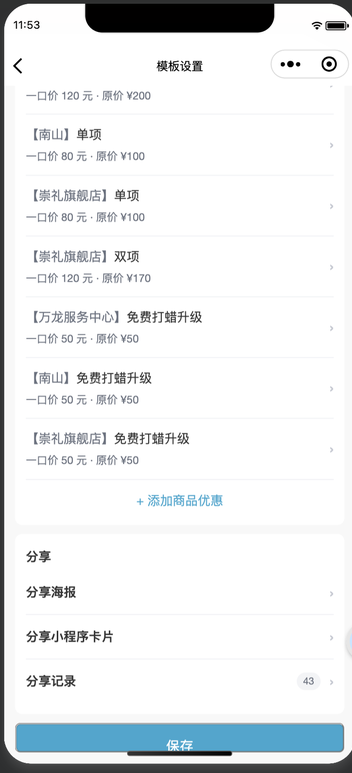 11:53
模板设置
一口价 120 元 · 原价 ¥200
【南山】单项
一口价 80 元 · 原价 ¥100
【崇礼旗舰店】单项
一口价 80 元 · 原价 ¥100
【崇礼旗舰店】双项
一口价 120 元 · 原价 ¥170
【万龙服务中心】免费打蜡升级
一口价 50 元 · 原价 ¥50
【南山】免费打蜡升级
一口价 50 元 · 原价 ¥50
【崇礼旗舰店】免费打蜡升级
一口价 50 元 · 原价 ¥50
+ 添加商品优惠
分享
分享海报
分享小程序卡片
分享记录 43
保存